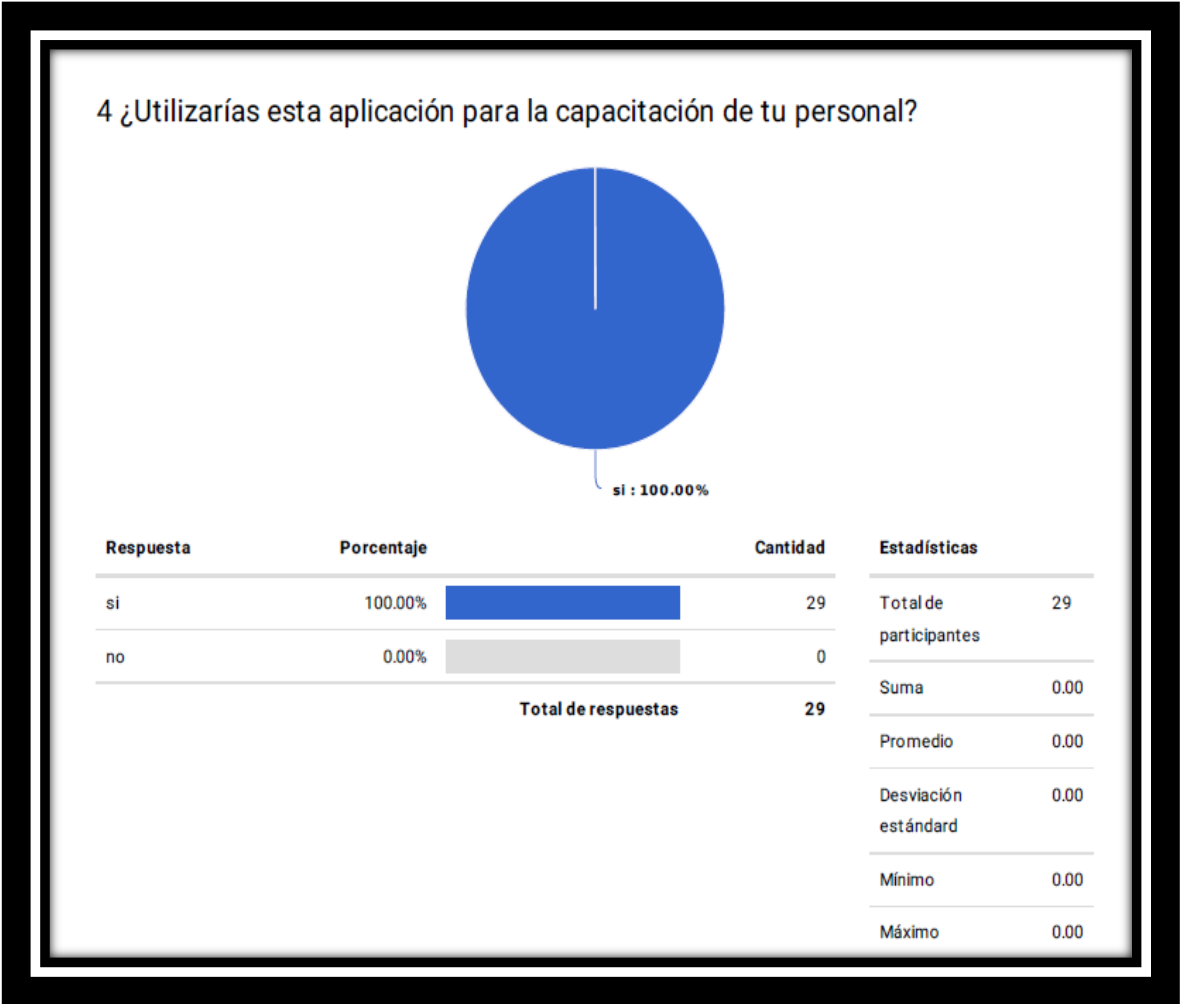 4 ¿Utilizarías esta aplicación para la capacitación de tu personal?
si : 100.00%
Respuesta Porcentaje Cantidad
si 100.00% 29
no 0.00% 0
Total de respuestas 29
Estadísticas
Total de 29
participantes
Suma 0.00
Promedio 0.00
Desviación 0.00
estándard
Mínimo 0.00
Máximo 0.00